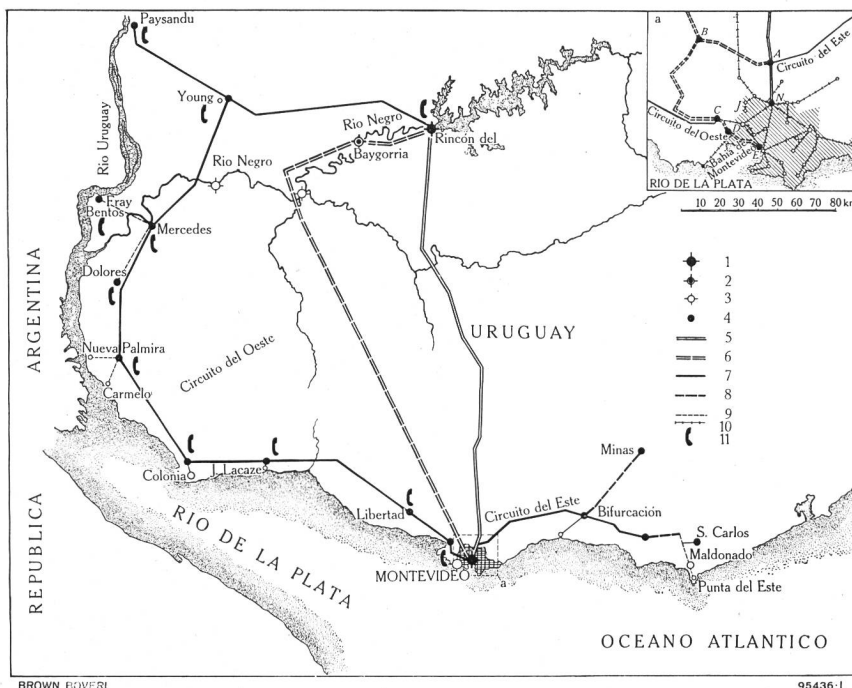 Paysandu
Young
Rio Uruguay
Rio Negro
Rio Negro
Rincón del
Baygorria
Fray
Bentos
Mercedes
Dolores
Nueva Palmira
Carmelo
Circuito del Oeste
URUGUAY
ARGENTINA
REPUBLICA
Colonia
J. Lacaze
Libertad
Minas
Circuito del Este
Bifurcación
S. Carlos
Maldonado
Punta del Este
MONTEVIDEO
a
RIO DE LA PLATA
OCEANO ATLANTICO
a
B
A
Circuito del Este
N
J
C
D
Circuito del Oeste
Bahia de
Montevideo
RIO DE LA PLATA
10 20 30 40 50 60 70 80 km
1
2
3
4
5
6
7
8
9
10
11
BROWN BOVERI
95436·I